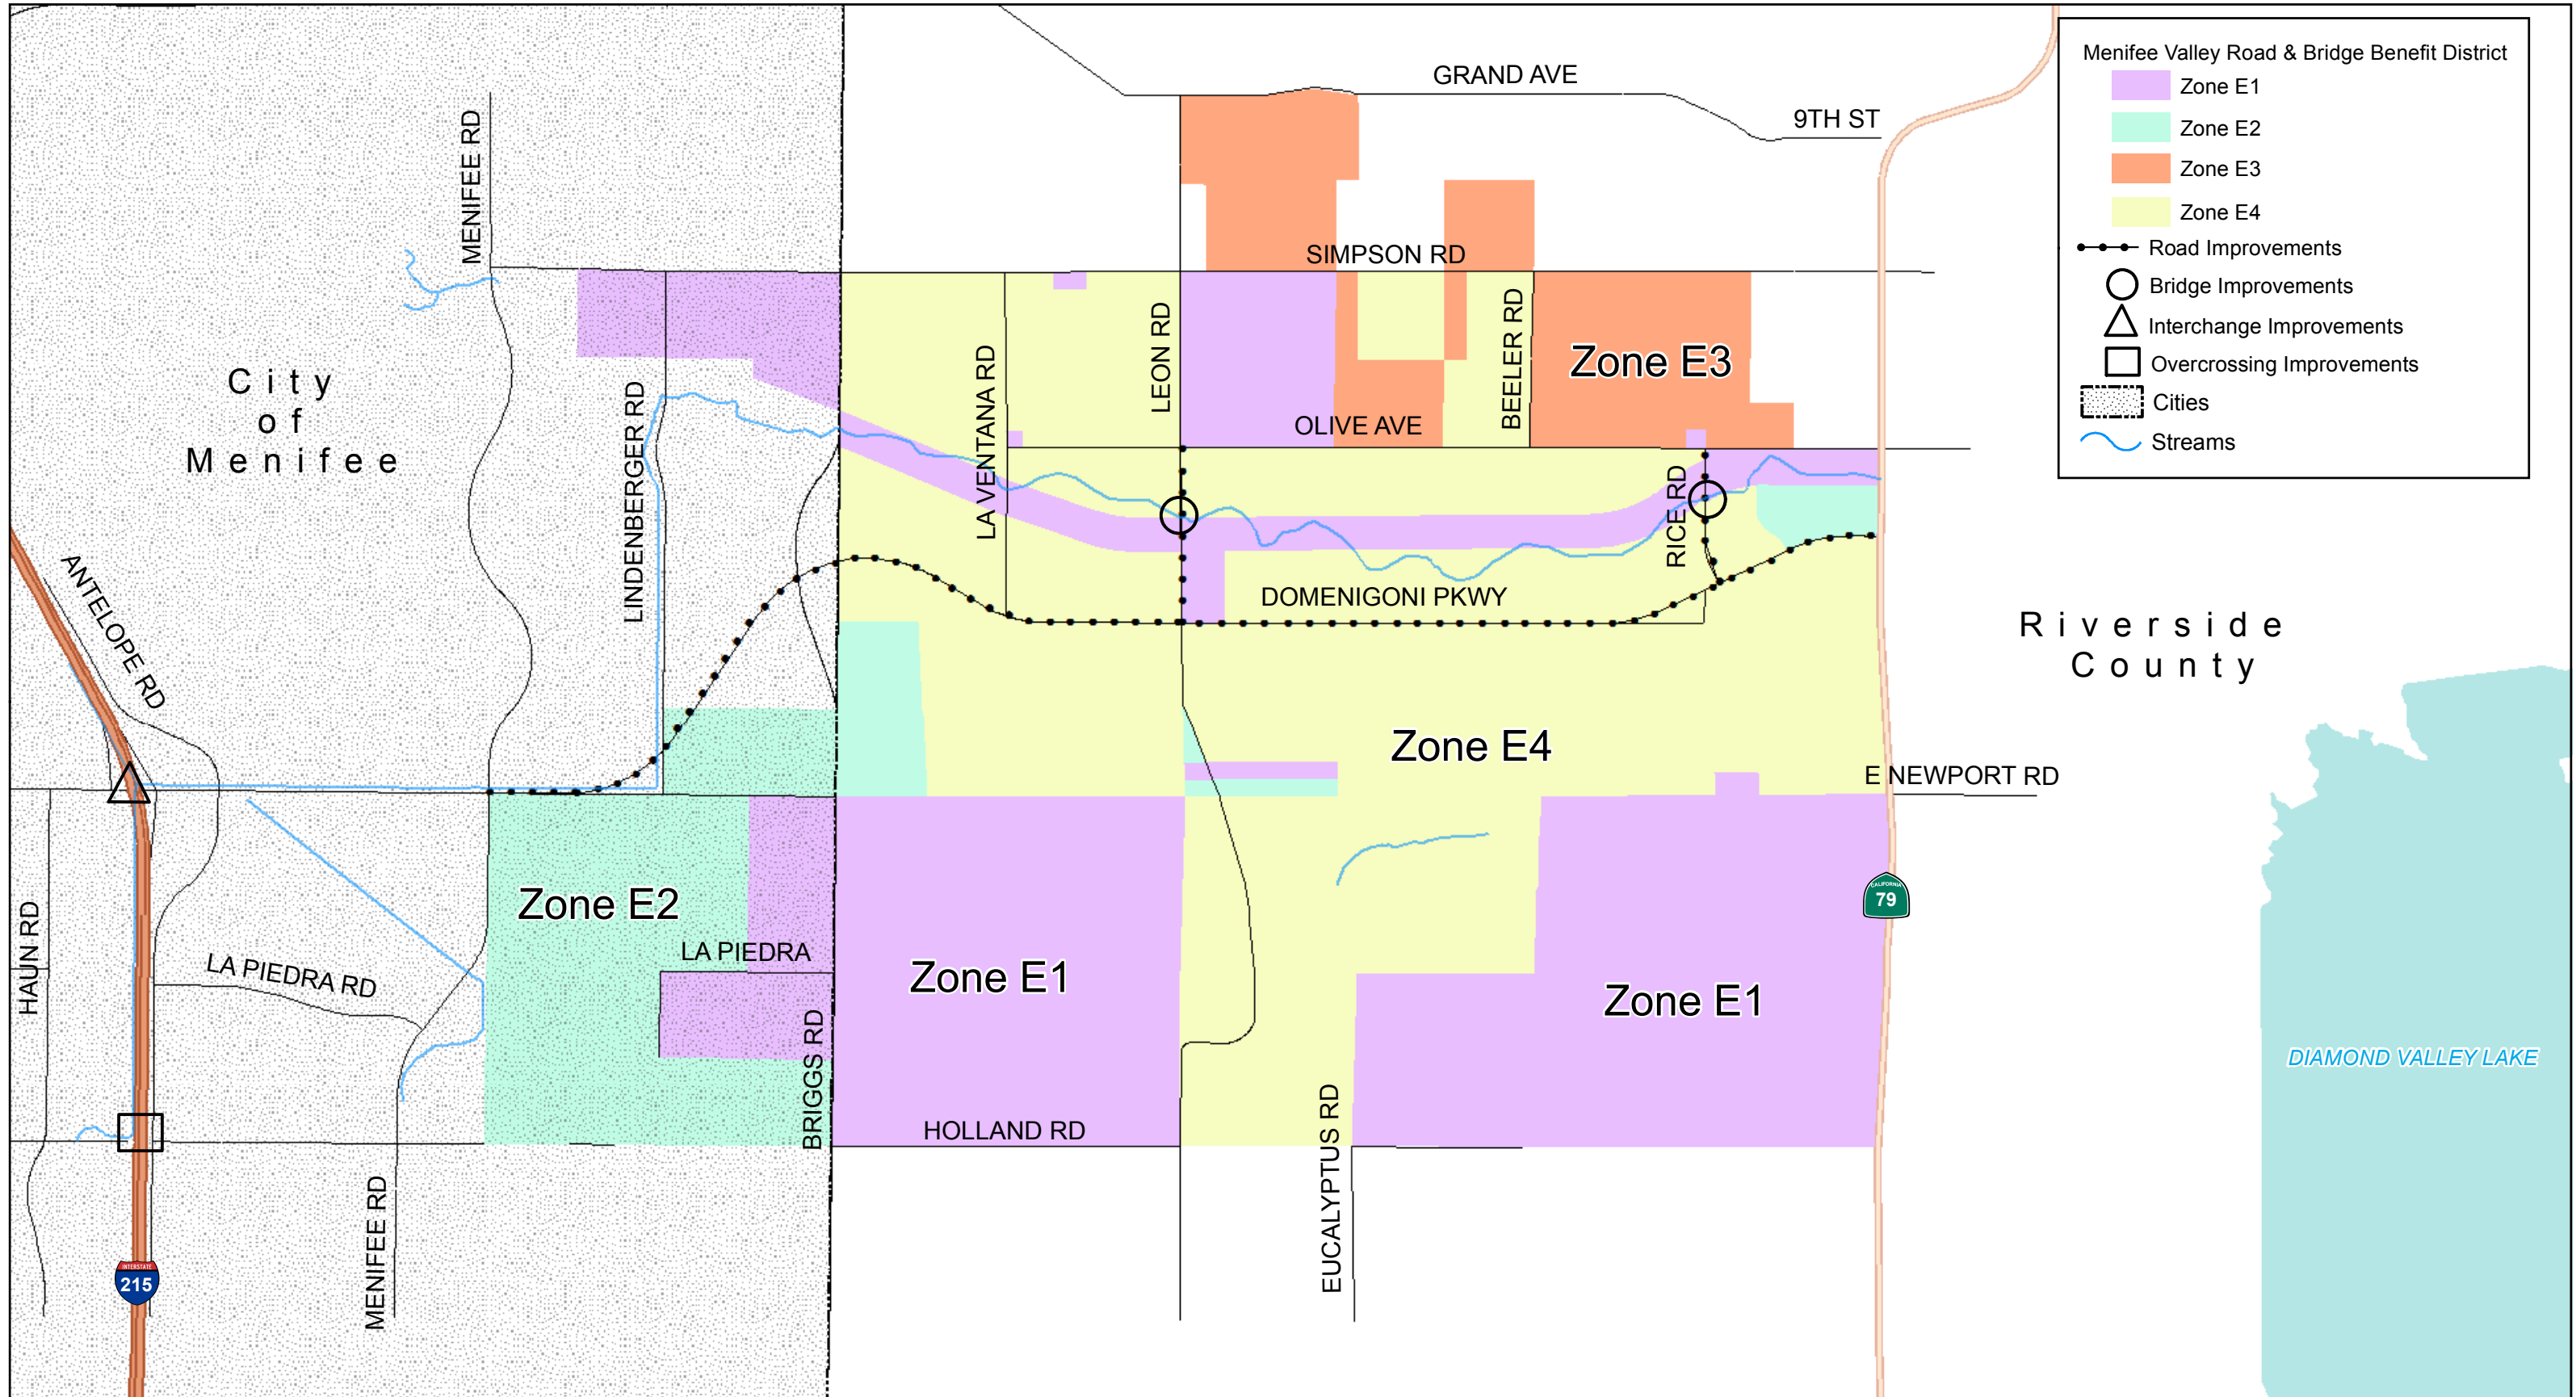 Menifee Valley Road & Bridge Benefit District
Zone E1
Zone E2
Zone E3
Zone E4
Road Improvements
Bridge Improvements
Interchange Improvements
Overcrossing Improvements
Cities
Streams
GRAND AVE
9TH ST
MENIFEE RD
SIMPSON RD
City
of
Menifee
LINDENBERGER RD
LA VENTANA RD
LEON RD
BEELER RD
Zone E3
OLIVE AVE
RICE RD
ANTELOPE RD
DOMENIGONI PKWY
Riverside
County
Zone E4
E NEWPORT RD
Zone E2
CALIFORNIA
79
HAUN RD
LA PIEDRA RD
LA PIEDRA
Zone E1
Zone E1
BRIGGS RD
DIAMOND VALLEY LAKE
HOLLAND RD
EUCALYPTUS RD
MENIFEE RD
INTERSTATE
215